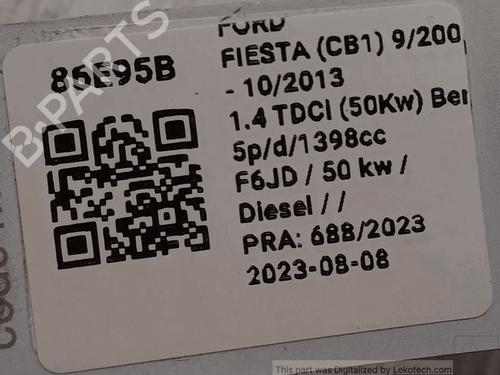 FORD
86E95B
FIESTA (CB1) 9/200
- 10/2013
1.4 TDCI (50Kw) Ber
5p/d/1398cc
F6JD / 50 kw /
Diesel / /
PRA: 688/2023
2023-08-08
B-PARTS
This part was Digitalized by Lekotech.com